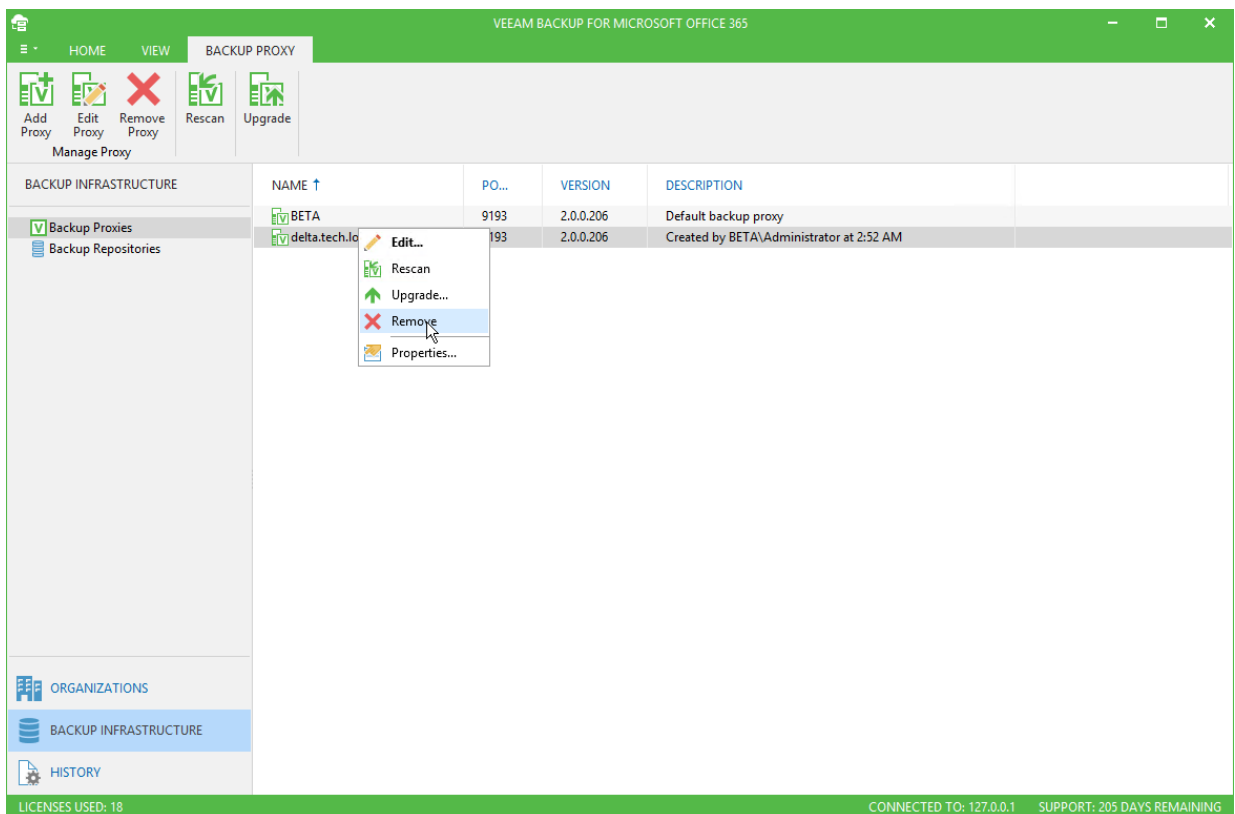 VEEAM BACKUP FOR MICROSOFT OFFICE 365
HOME VIEW BACKUP PROXY
Add Proxy
Edit Proxy
Remove Proxy
Rescan
Upgrade
Manage Proxy
BACKUP INFRASTRUCTURE
Backup Proxies
Backup Repositories
NAME PO... VERSION DESCRIPTION
BETA 9193 2.0.0.206 Default backup proxy
delta.tech.lo 193 2.0.0.206 Created by BETA\Administrator at 2:52 AM
Edit...
Rescan
Upgrade...
Remove
Properties...
ORGANIZATIONS
BACKUP INFRASTRUCTURE
HISTORY
LICENSES USED: 18 CONNECTED TO: 127.0.0.1 SUPPORT: 205 DAYS REMAINING